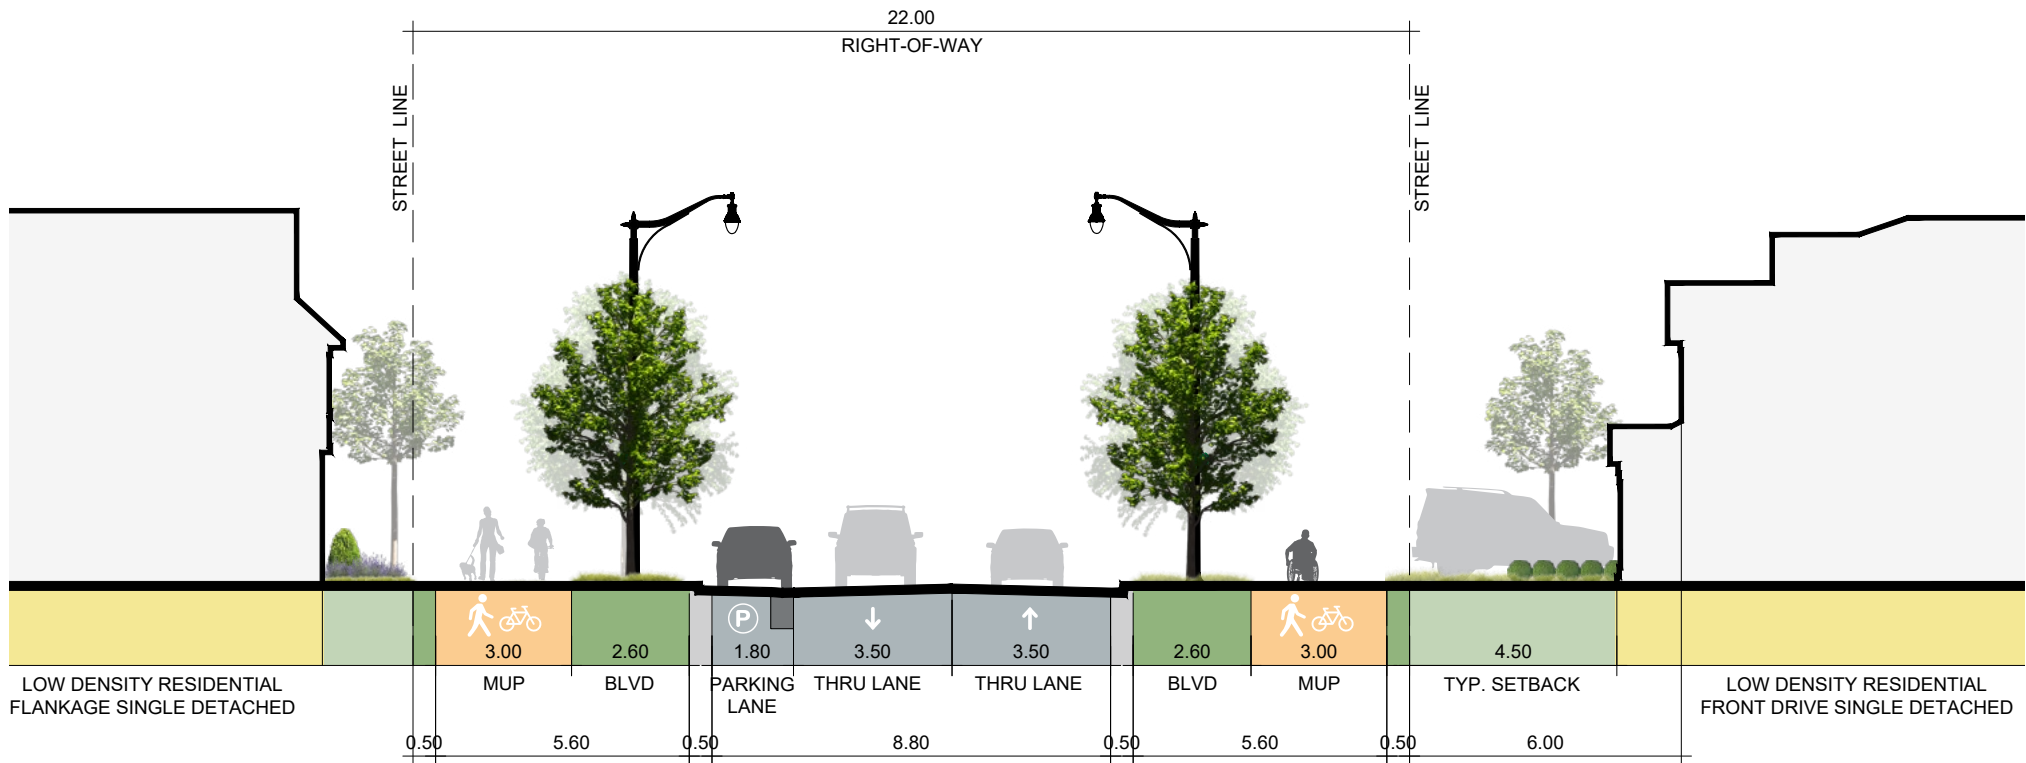 22.00
RIGHT-OF-WAY
STREET LINE
STREET LINE
P
3.00
2.60
1.80
3.50
3.50
2.60
3.00
4.50
MUP
BLVD
PARKING
LANE
THRU LANE
THRU LANE
BLVD
MUP
TYP. SETBACK
LOW DENSITY RESIDENTIAL
FLANKAGE SINGLE DETACHED
LOW DENSITY RESIDENTIAL
FRONT DRIVE SINGLE DETACHED
0.50
5.60
0.50
8.80
0.50
5.60
0.50
6.00